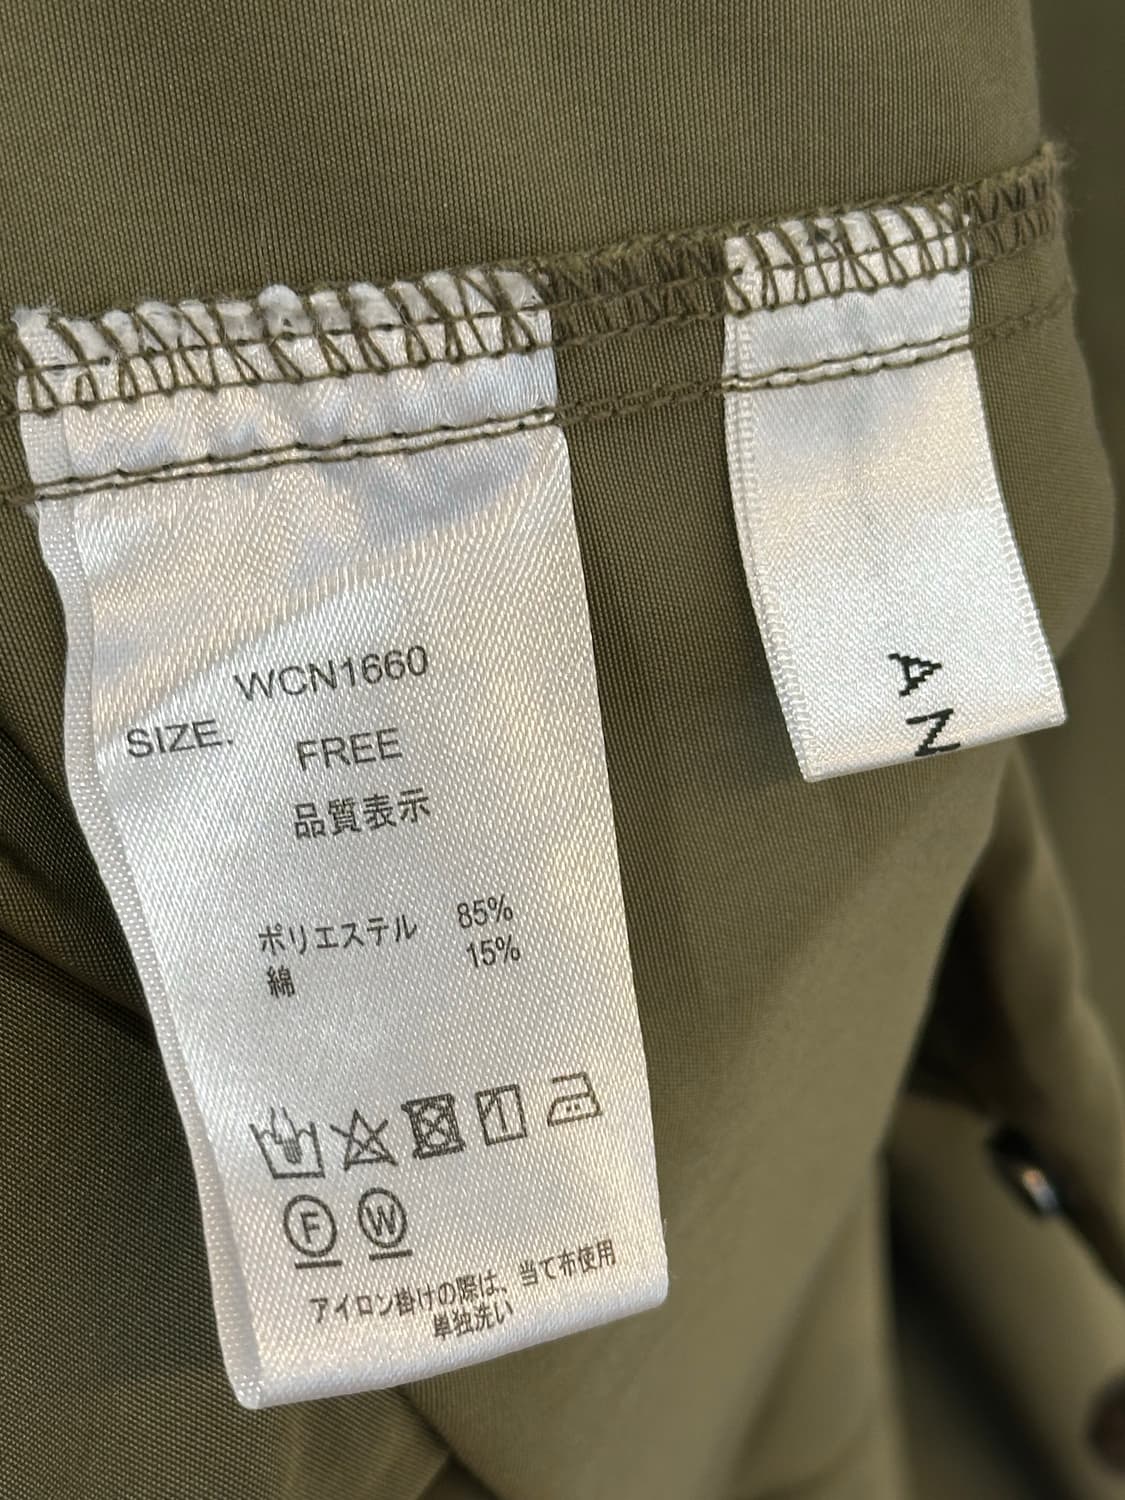 WCN1660
SIZE. FREE
品質表示
ポリエステル 85%
綿 15%
F W
アイロン掛けの際は、当て布使用
単独洗い
A N